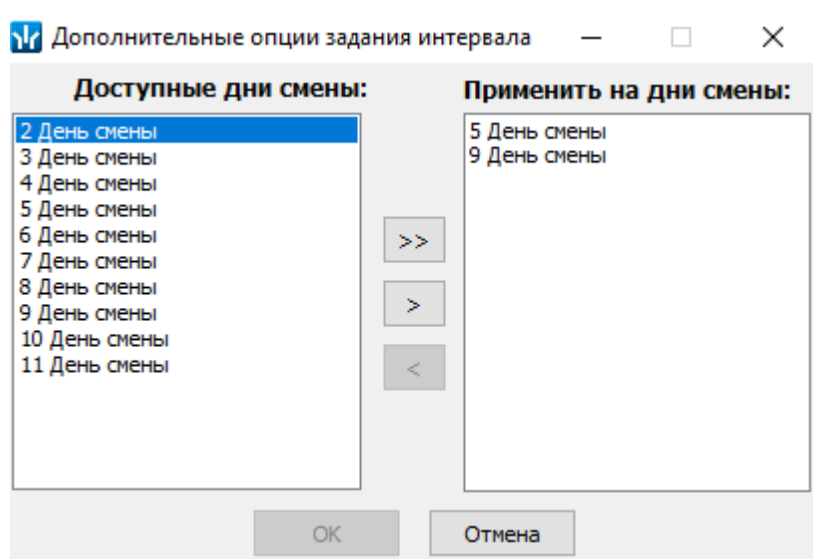 Дополнительные опции задания интервала
Доступные дни смены:
2 День смены
3 День смены
4 День смены
5 День смены
6 День смены
7 День смены
8 День смены
9 День смены
10 День смены
11 День смены
>>
>
<
Применить на дни смены:
5 День смены
9 День смены
OK
Отмена